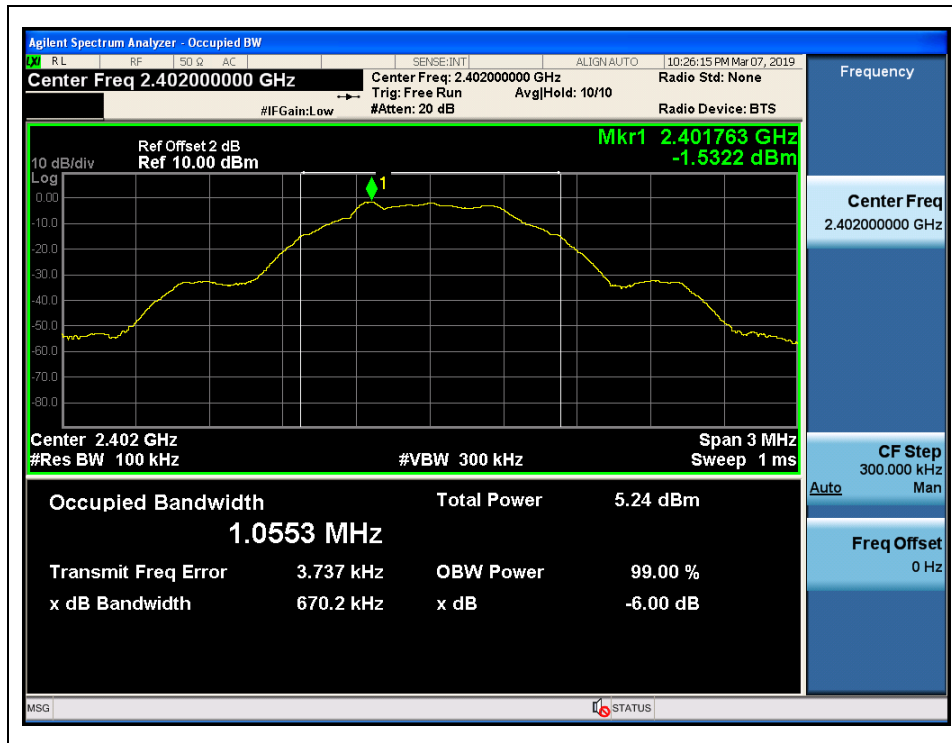 Agilent Spectrum Analyzer - Occupied BW
LXI RL RF 50 Ω AC SENSE:INT ALIGN AUTO 10:26:15 PM Mar 07, 2019
Center Freq 2.402000000 GHz Center Freq: 2.402000000 GHz Radio Std: None
Trig: Free Run Avg|Hold: 10/10
#IFGain:Low #Atten: 20 dB Radio Device: BTS
Ref Offset 2 dB Mkr1 2.401763 GHz
10 dB/div Ref 10.00 dBm -1.5322 dBm
Log
1
0.00
-10.0
-20.0
-30.0
-40.0
-50.0
-60.0
-70.0
-80.0
Center 2.402 GHz Span 3 MHz
#Res BW 100 kHz #VBW 300 kHz Sweep 1 ms
Occupied Bandwidth Total Power 5.24 dBm
1.0553 MHz
Transmit Freq Error 3.737 kHz OBW Power 99.00 %
x dB Bandwidth 670.2 kHz x dB -6.00 dB
Frequency
Center Freq
2.402000000 GHz
CF Step
300.000 kHz
Auto Man
Freq Offset
0 Hz
MSG STATUS